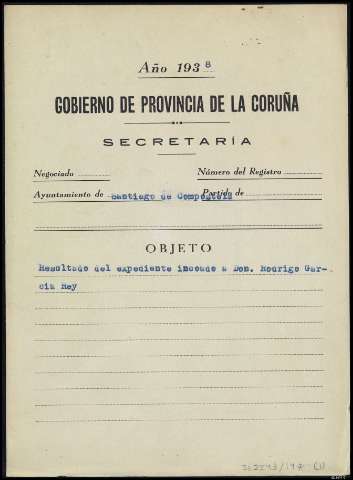 Año 1938
GOBIERNO DE PROVINCIA DE LA CORUÑA
SECRETARÍA
Negociado Número del Registro
Ayuntamiento de Santiago de Compostela Partido de
OBJETO
Resultado del expediente incoado a Don. Rodrigo Gar-
cia Rey